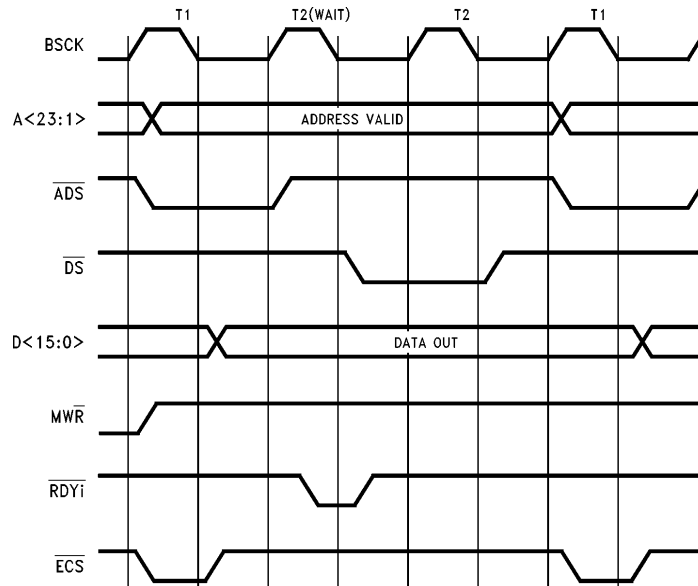 T1 T2(WAIT) T2 T1
BSCK
A<23:1> ADDRESS VALID
ADS
DS
D<15:0> DATA OUT
MWR
RDYi
ECS